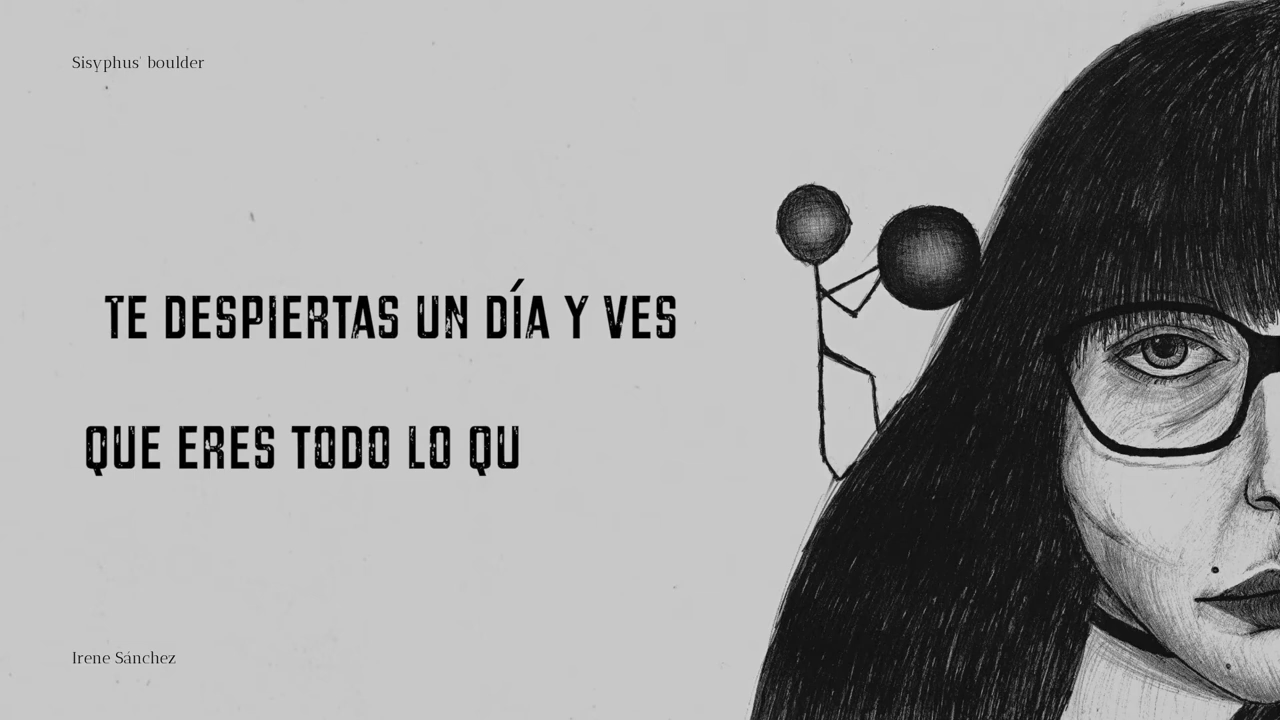 Sisyphus' boulder
TE DESPIERTAS UN DÍA Y VES
QUE ERES TODO LO QU
Irene Sánchez